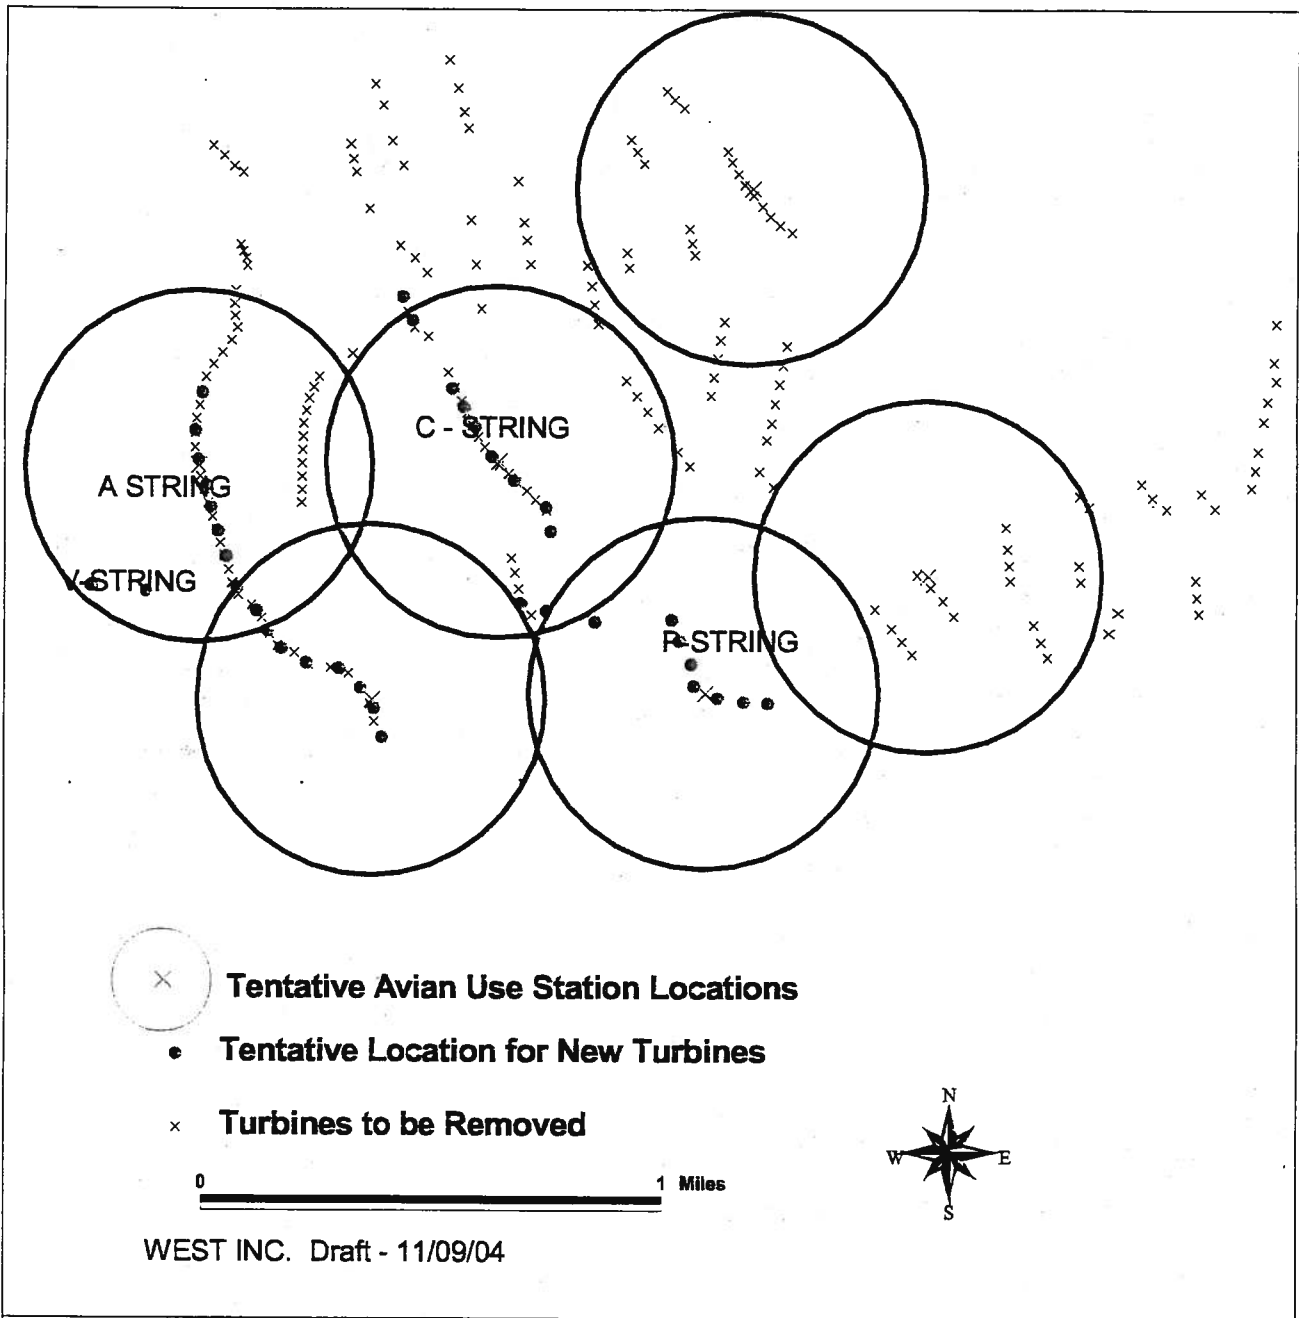 C - STRING
A STRING
V-STRING
P-STRING
Tentative Avian Use Station Locations
Tentative Location for New Turbines
Turbines to be Removed
0 1 Miles
N
W E
S
WEST INC. Draft - 11/09/04